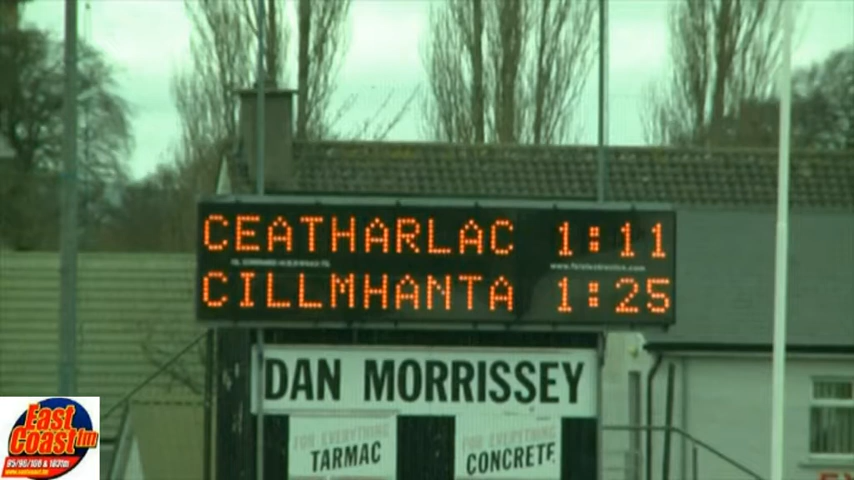 CEATHARLAC 1:11
CILLMHANTA 1:25
DAN MORRISSEY
FOR EVERYTHING FOR EVERYTHING
TARMAC CONCRETE
East
Coast fm